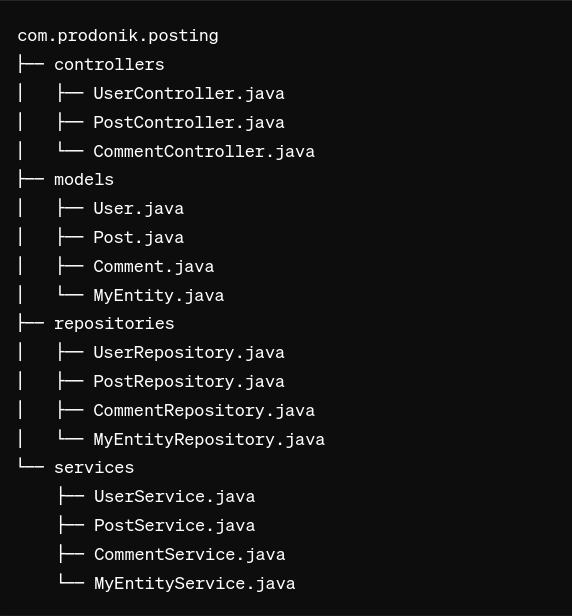 com.prodonik.posting
├── controllers
│   ├── UserController.java
│   ├── PostController.java
│   └── CommentController.java
├── models
│   ├── User.java
│   ├── Post.java
│   ├── Comment.java
│   └── MyEntity.java
├── repositories
│   ├── UserRepository.java
│   ├── PostRepository.java
│   ├── CommentRepository.java
│   └── MyEntityRepository.java
└── services
    ├── UserService.java
    ├── PostService.java
    ├── CommentService.java
    └── MyEntityService.java